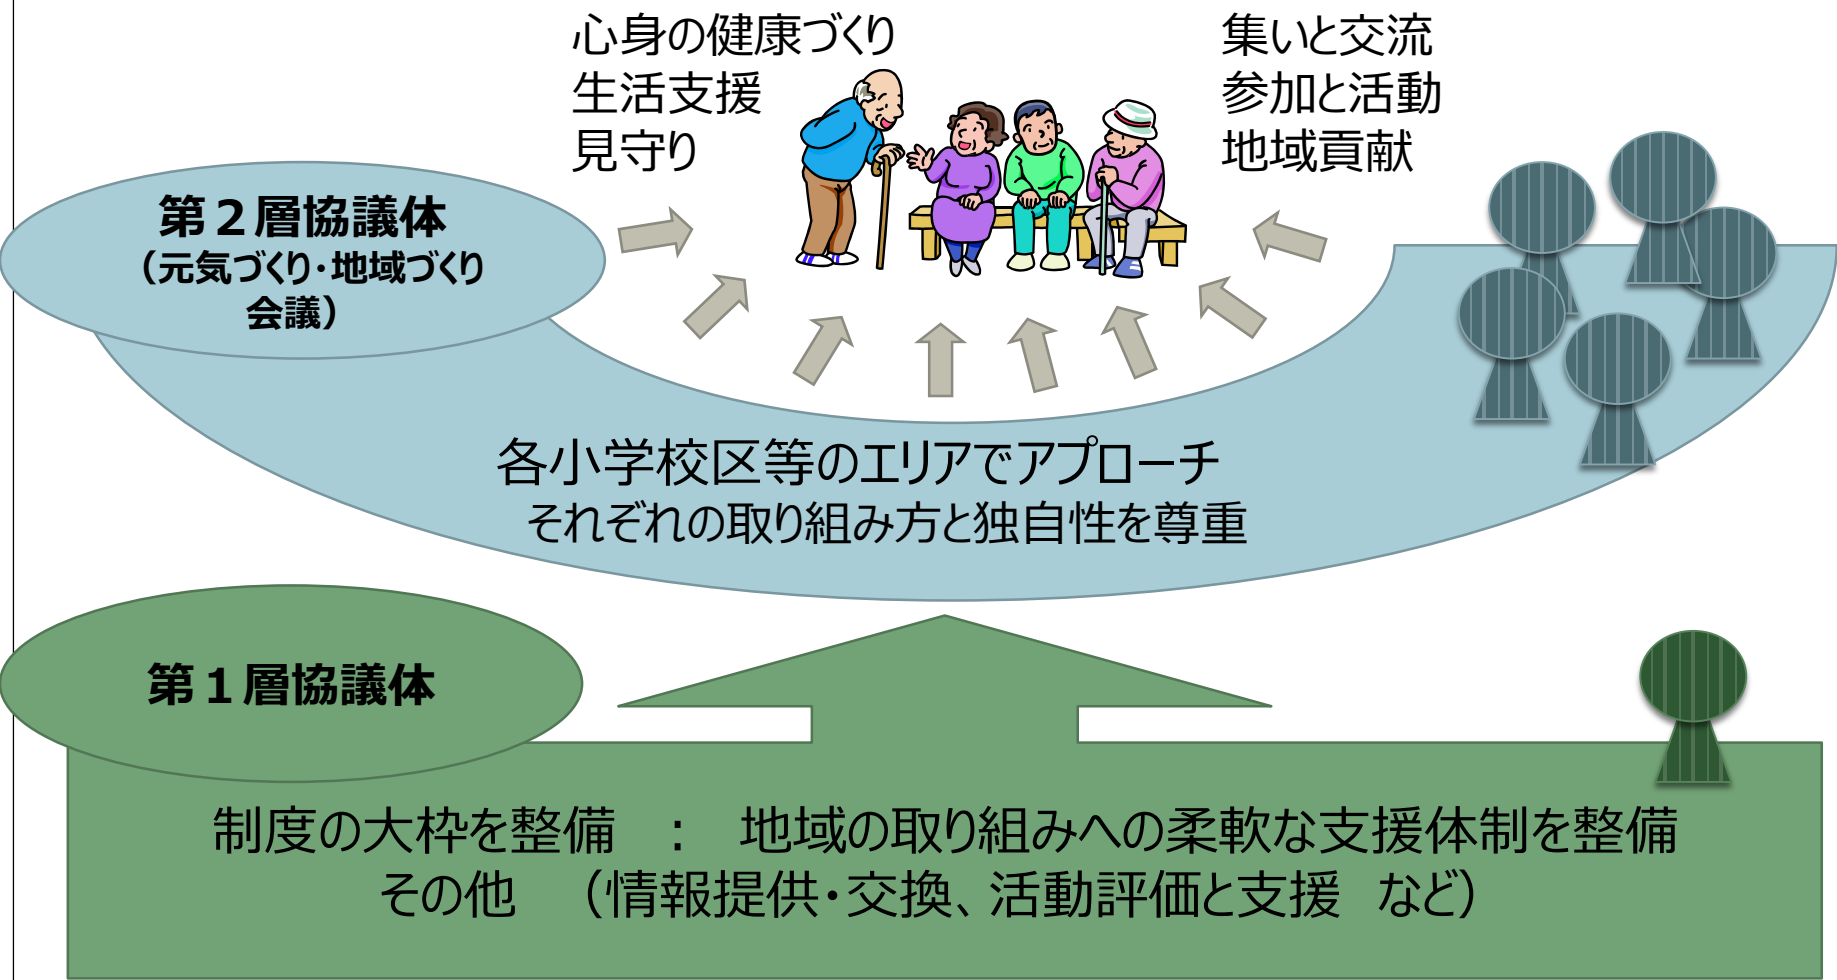 心身の健康づくり
生活支援
見守り
集いと交流
参加と活動
地域貢献
第２層協議体
（元気づくり・地域づくり
会議）
各小学校区等のエリアでアプローチ
それぞれの取り組み方と独自性を尊重
第１層協議体
制度の大枠を整備　：　地域の取り組みへの柔軟な支援体制を整備
その他　（情報提供・交換、活動評価と支援　など）